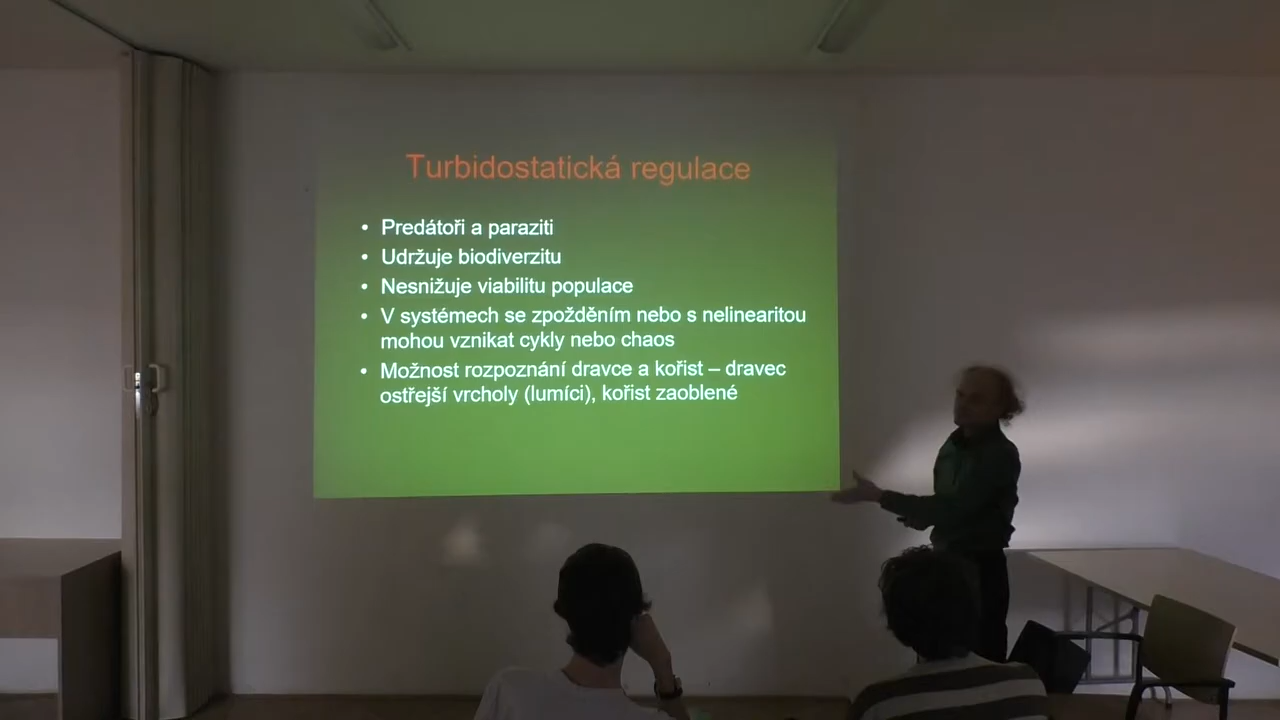 Turbidostatická regulace
• Predátoři a paraziti
• Udržuje biodiverzitu
• Nesnižuje viabilitu populace
• V systémech se zpožděním nebo s nelinearitou
mohou vznikat cykly nebo chaos
• Možnost rozpoznání dravce a kořist – dravec
ostřejší vrcholy (lumíci), kořist zaoblené